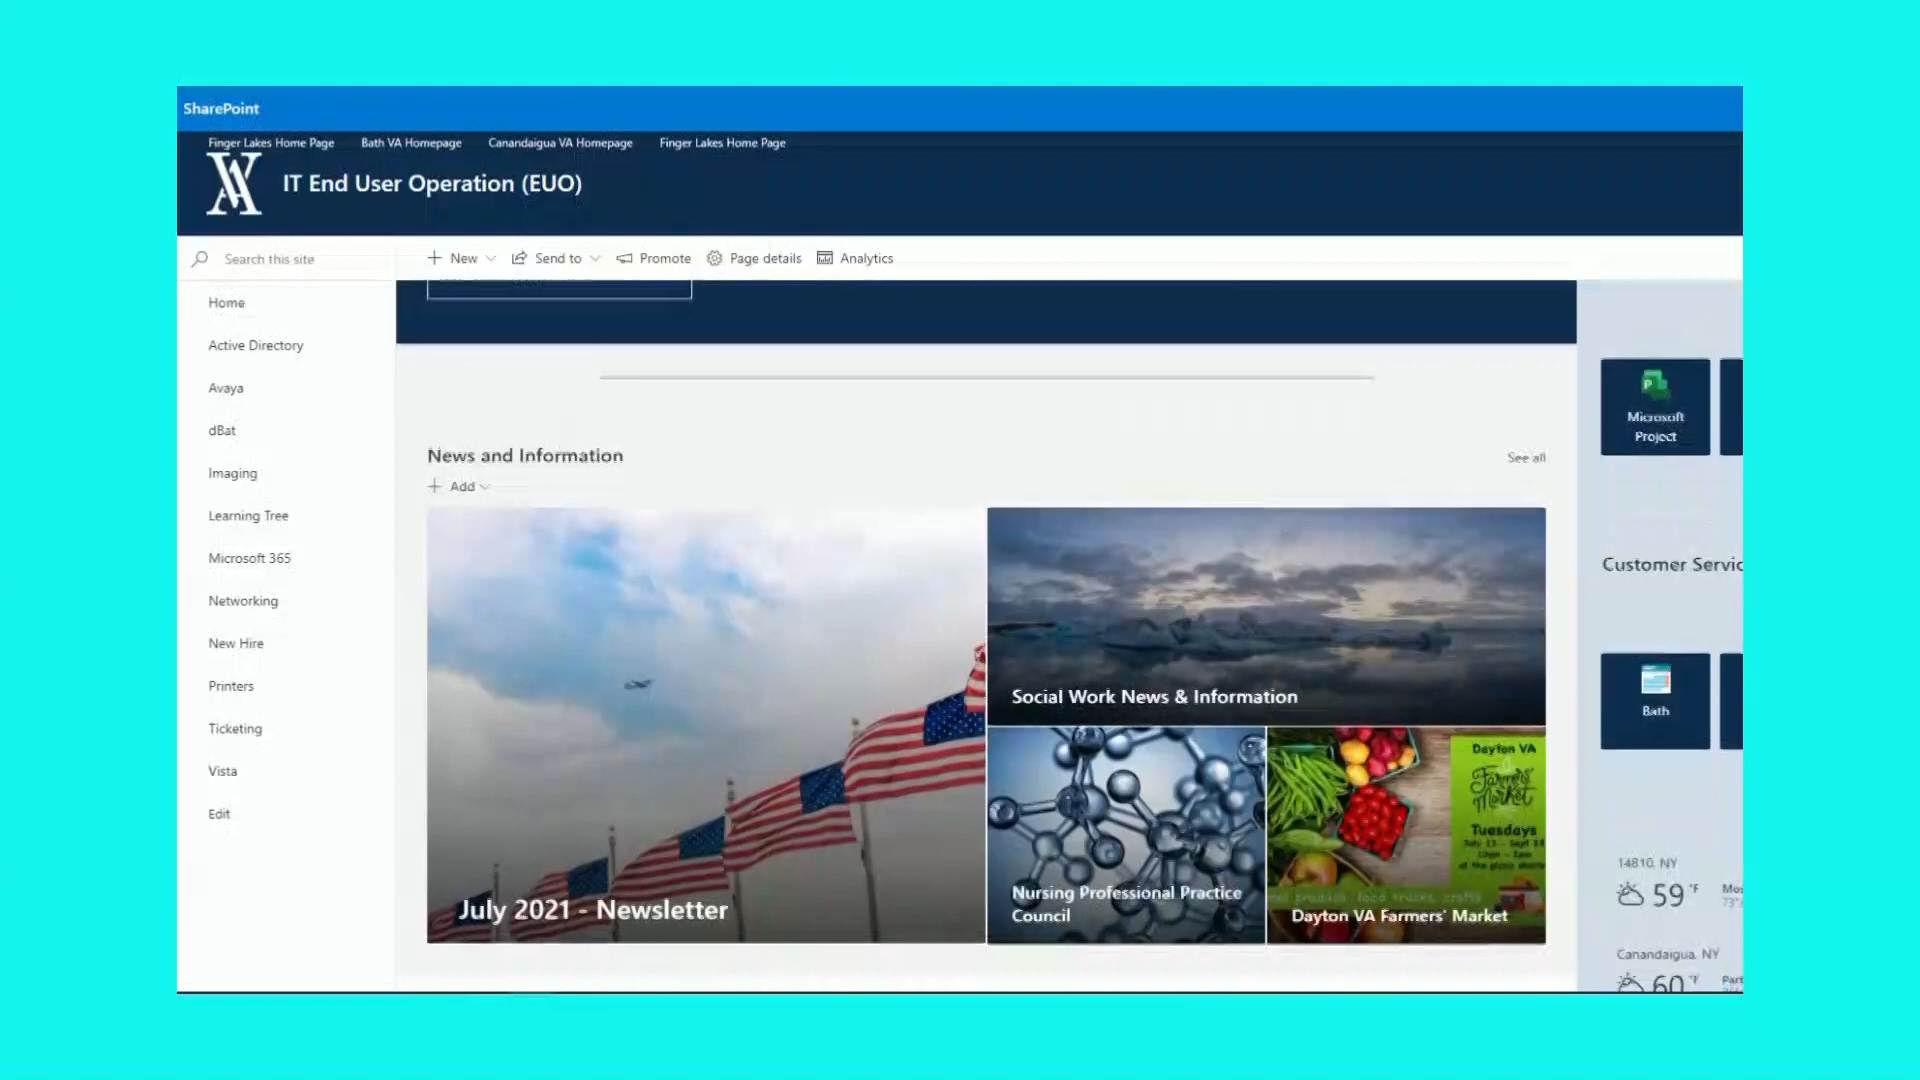 SharePoint
Finger Lakes Home Page Bath VA Homepage Canandaigua VA Homepage Finger Lakes Home Page
VA
IT End User Operation (EUO)
Search this site
New Send to Promote Page details Analytics
Home
Active Directory
Avaya
dBat
Imaging
Learning Tree
Microsoft 365
Networking
New Hire
Printers
Ticketing
Vista
Edit
News and Information
See all
Add
July 2021 - Newsletter
Social Work News & Information
Nursing Professional Practice
Council
Dayton VA
Farmers'
Market
Tuesdays
Dayton VA Farmers' Market
Microsoft
Project
Customer Servic
Bath
14810, NY
59 °F
Canandaigua, NY
60 °F